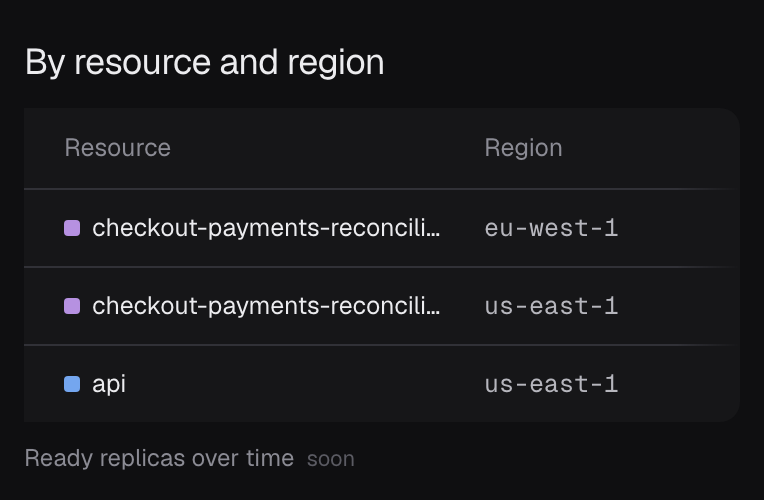 By resource and region
Resource Region
checkout-payments-reconcili… eu-west-1
checkout-payments-reconcili… us-east-1
api us-east-1
Ready replicas over time soon